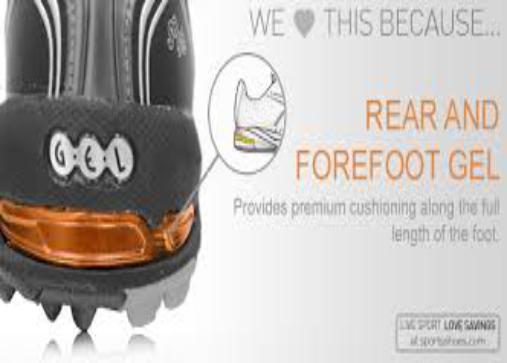 WE ♥ THIS BECAUSE...
GEL
REAR AND
FOREFOOT GEL
Provides premium cushioning along the full
length of the foot.
LIVE SPORT LOVE SAVINGS
at sportsshoes.com